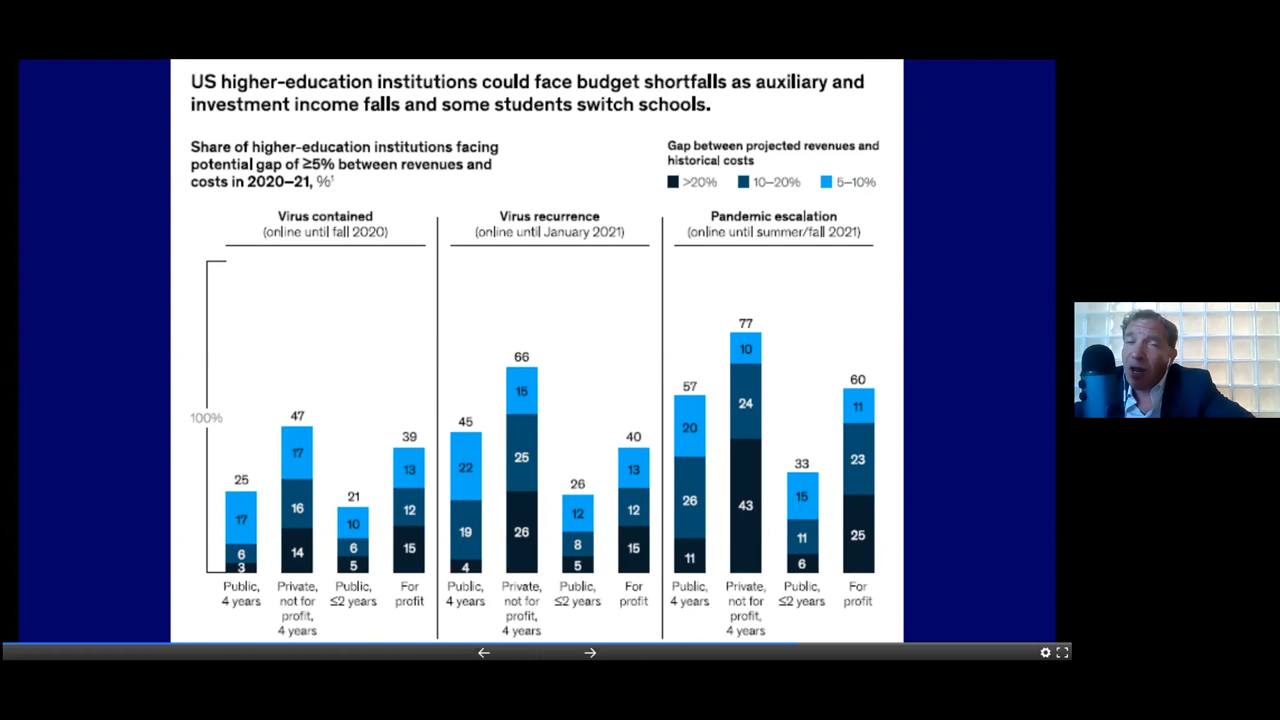 US higher-education institutions could face budget shortfalls as auxiliary and
investment income falls and some students switch schools.
Share of higher-education institutions facing
potential gap of ≥5% between revenues and
costs in 2020–21, %¹
Gap between projected revenues and
historical costs
>20% 10–20% 5–10%
Virus contained
(online until fall 2020)
Virus recurrence
(online until January 2021)
Pandemic escalation
(online until summer/fall 2021)
100%
25
17
6
3
Public,
4 years
47
17
16
14
Private,
not for
profit,
4 years
21
10
6
5
Public,
≤2 years
39
13
12
15
For
profit
45
22
19
4
Public,
4 years
66
15
25
26
Private,
not for
profit,
4 years
26
12
8
5
Public,
≤2 years
40
13
12
15
For
profit
57
20
26
11
Public,
4 years
77
10
24
43
Private,
not for
profit,
4 years
33
15
11
6
Public,
≤2 years
60
11
23
25
For
profit